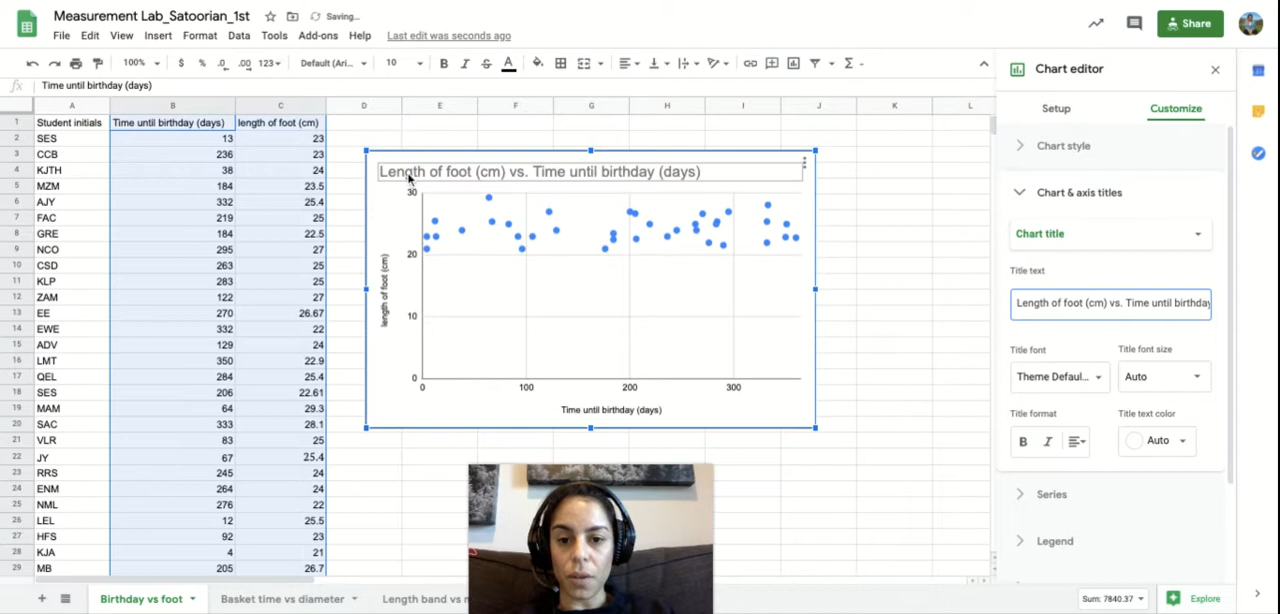 Measurement Lab_Satoorian_1st
Saving...
Share
File Edit View Insert Format Data Tools Add-ons Help Last edit was seconds ago
100% $ % .0 .00 123 Default (Ari... 10 B I S A
fx Time until birthday (days)
A B C D E F G H I J K L
1 Student initials Time until birthday (days) length of foot (cm)
2 SES 13 23
3 CCB 236 23
4 KJTH 38 24
5 MZM 184 23.5
6 AJY 332 25.4
7 FAC 219 25
8 GRE 184 22.5
9 NCO 295 27
10 CSD 263 25
11 KLP 283 25
12 ZAM 122 27
13 EE 270 26.67
14 EWE 332 22
15 ADV 129 24
16 LMT 350 22.9
17 QEL 284 25.4
18 SES 206 22.61
19 MAM 64 29.3
20 SAC 333 28.1
21 VLR 83 25
22 JY 67 25.4
23 RRS 245 24
24 ENM 264 24
25 NML 276 22
26 LEL 12 25.5
27 HFS 92 23
28 KJA 4 21
29 MB 205 26.7
Length of foot (cm) vs. Time until birthday (days)
30
20
10
0
length of foot (cm)
0 100 200 300
Time until birthday (days)
Chart editor
Setup Customize
Chart style
Chart & axis titles
Chart title
Title text
Length of foot (cm) vs. Time until birthday
Title font Title font size
Theme Defaul... Auto
Title format Title text color
B I Auto
Series
Legend
Birthday vs foot Basket time vs diameter Length band vs
Sum: 7840.37 Explore